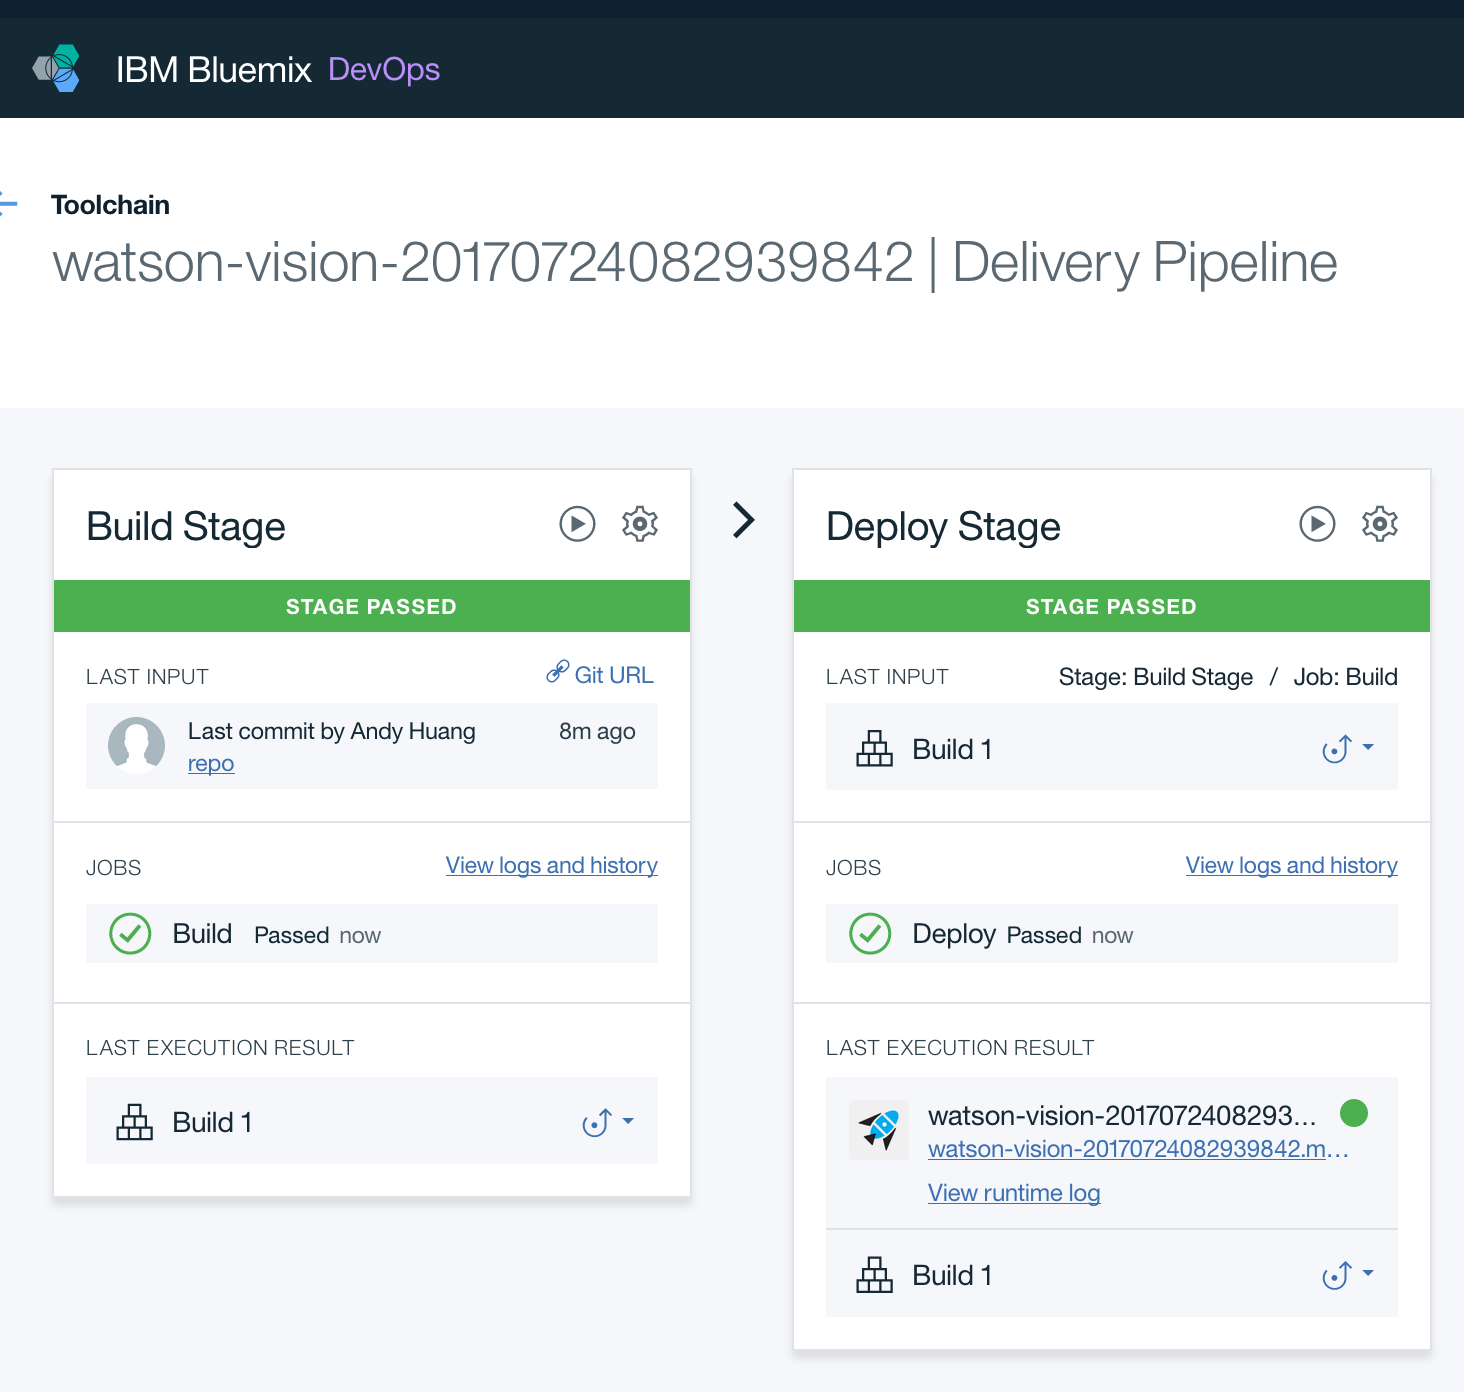 IBM Bluemix DevOps
Toolchain
watson-vision-20170724082939842 | Delivery Pipeline
Build Stage
STAGE PASSED
LAST INPUT
Git URL
Last commit by Andy Huang
8m ago
repo
JOBS
View logs and history
Build Passed now
LAST EXECUTION RESULT
Build 1
Deploy Stage
STAGE PASSED
LAST INPUT
Stage: Build Stage / Job: Build
Build 1
JOBS
View logs and history
Deploy Passed now
LAST EXECUTION RESULT
watson-vision-2017072408293...
watson-vision-20170724082939842.m...
View runtime log
Build 1